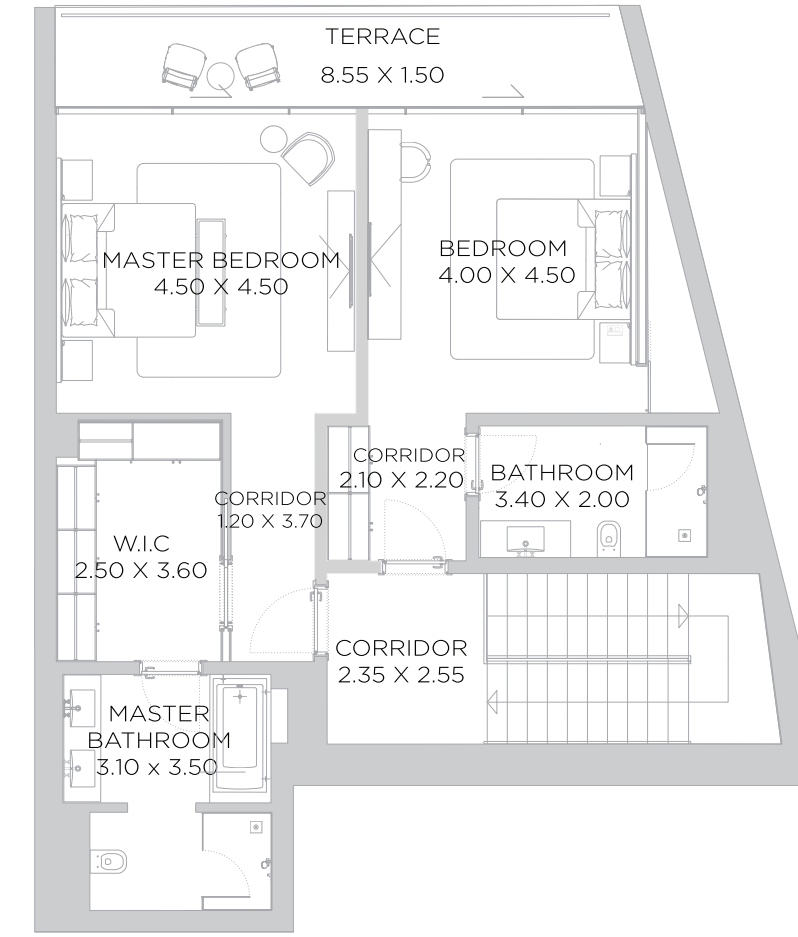 TERRACE
8.55 X 1.50
MASTER BEDROOM
4.50 X 4.50
BEDROOM
4.00 X 4.50
CORRIDOR
2.10 X 2.20
BATHROOM
3.40 X 2.00
CORRIDOR
1.20 X 3.70
W.I.C
2.50 X 3.60
CORRIDOR
2.35 X 2.55
MASTER
BATHROOM
3.10 x 3.50